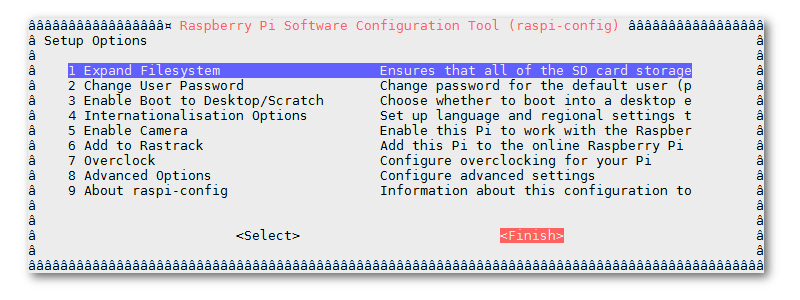 âââââââââââââââââ¤ Raspberry Pi Software Configuration Tool (raspi-config) âââââââââââââââââ
â Setup Options â
â â
â 1 Expand Filesystem Ensures that all of the SD card storage â
â 2 Change User Password Change password for the default user (p â
â 3 Enable Boot to Desktop/Scratch Choose whether to boot into a desktop e â
â 4 Internationalisation Options Set up language and regional settings t â
â 5 Enable Camera Enable this Pi to work with the Raspber â
â 6 Add to Rastrack Add this Pi to the online Raspberry Pi â
â 7 Overclock Configure overclocking for your Pi â
â 8 Advanced Options Configure advanced settings â
â 9 About raspi-config Information about this configuration to â
â â
â â
â <Select> <Finish> â
â â
ââââââââââââââââââââââââââââââââââââââââââââââââââââââââââââââââââââââââââââââââââââââââââââ